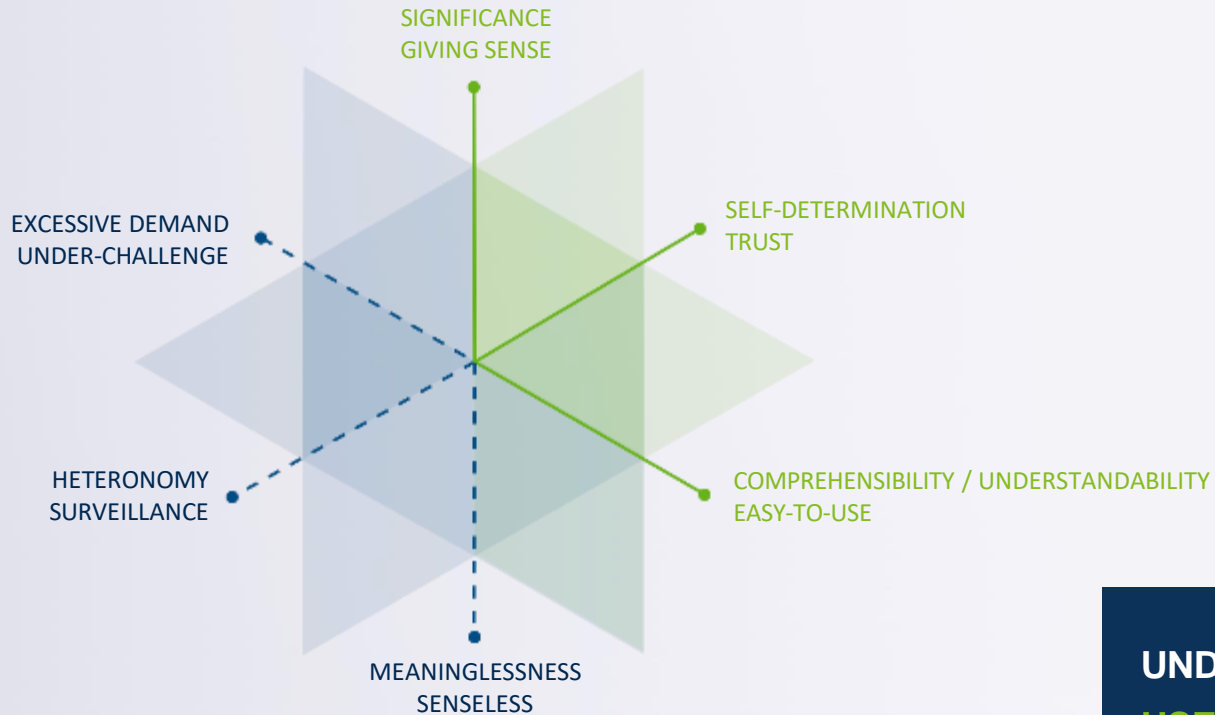 SIGNIFICANCE
GIVING SENSE
SELF-DETERMINATION
TRUST
EXCESSIVE DEMAND
UNDER-CHALLENGE
HETERONOMY
SURVEILLANCE
COMPREHENSIBILITY / UNDERSTANDABILITY
EASY-TO-USE
MEANINGLESSNESS
SENSELESS
UND